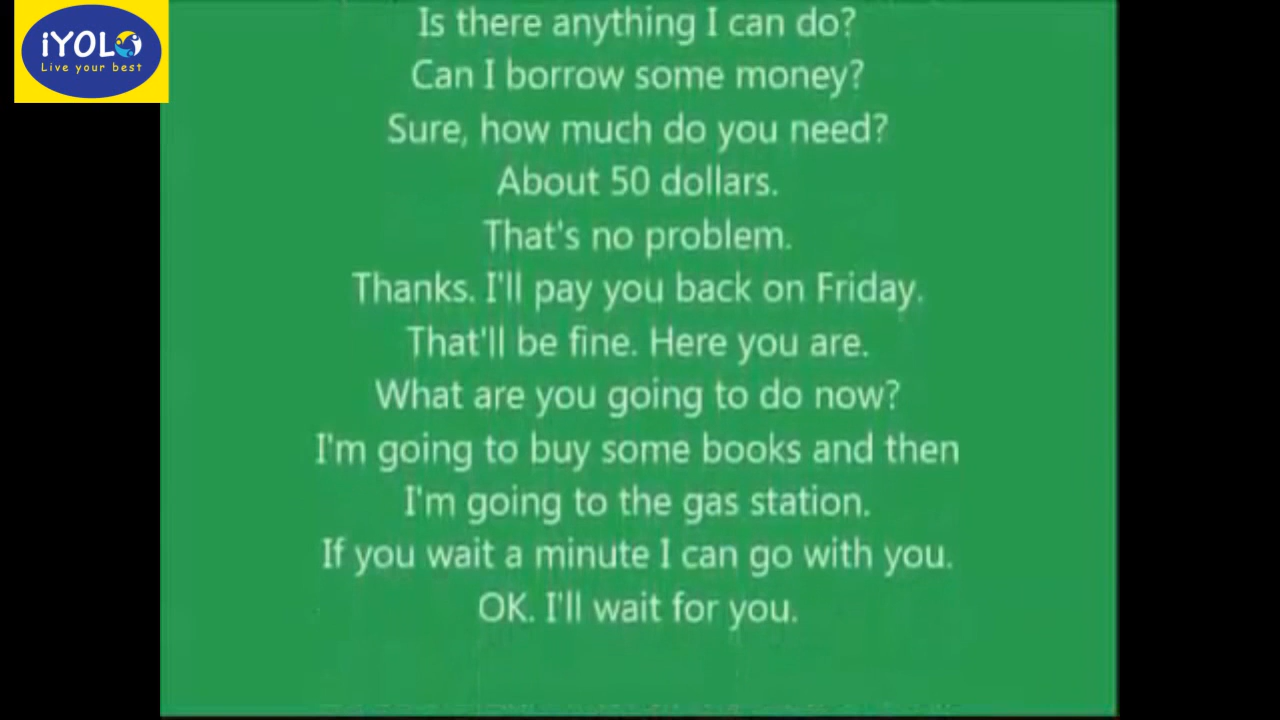 iYOLO
Live your best
Is there anything I can do?
Can I borrow some money?
Sure, how much do you need?
About 50 dollars.
That's no problem.
Thanks. I'll pay you back on Friday.
That'll be fine. Here you are.
What are you going to do now?
I'm going to buy some books and then
I'm going to the gas station.
If you wait a minute I can go with you.
OK. I'll wait for you.